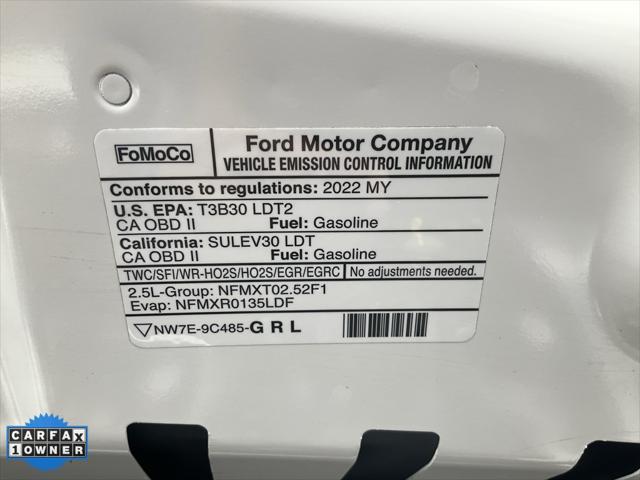 FoMoCo
Ford Motor Company
VEHICLE EMISSION CONTROL INFORMATION
Conforms to regulations: 2022 MY
U.S. EPA: T3B30 LDT2
CA OBD II Fuel: Gasoline
California: SULEV30 LDT
CA OBD II Fuel: Gasoline
TWC/SFI/WR-HO2S/HO2S/EGR/EGRC No adjustments needed.
2.5L-Group: NFMXT02.52F1
Evap: NFMXR0135LDF
NW7E-9C485-G R L
CARFAX
1 OWNER